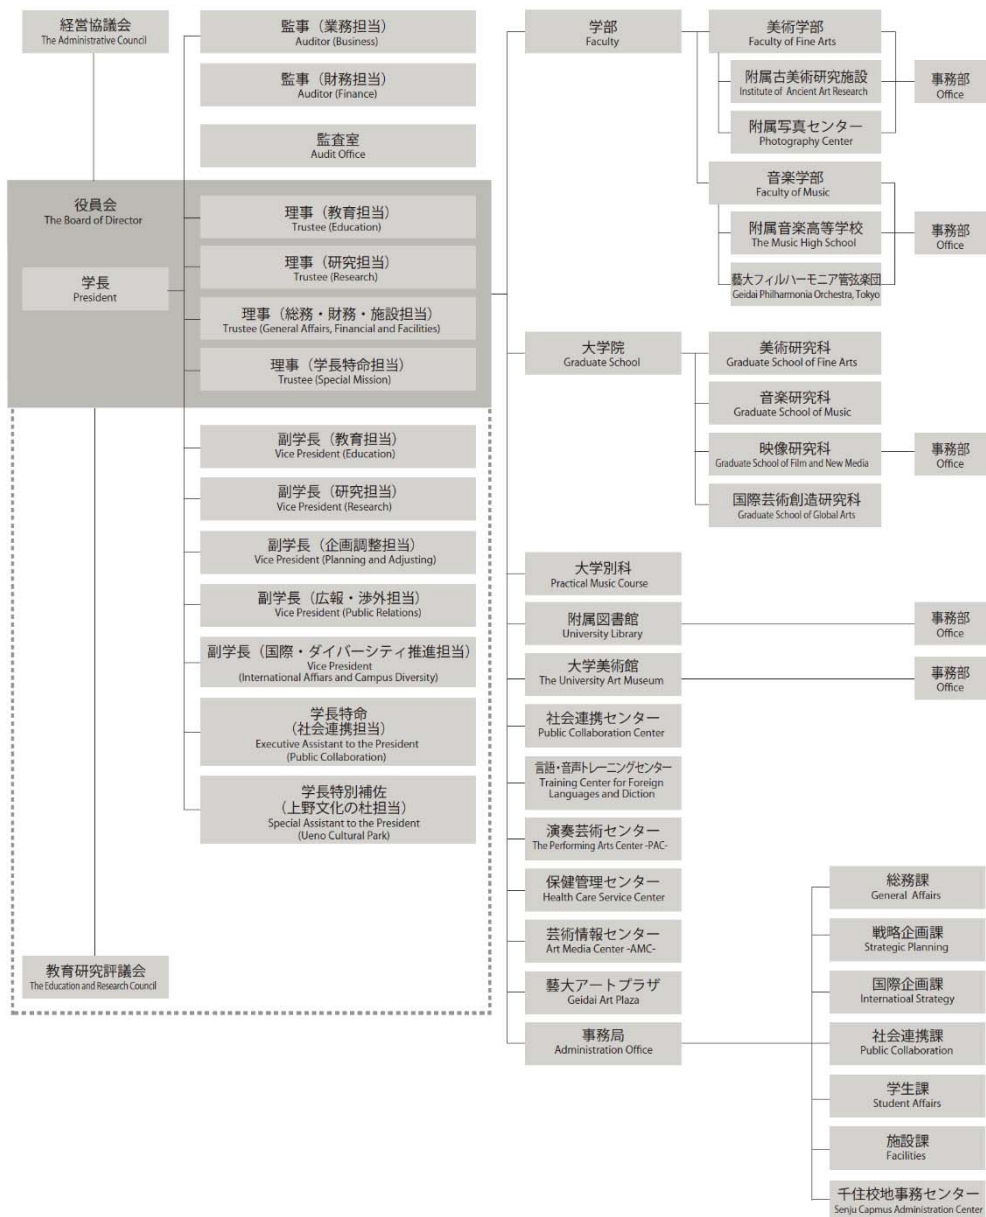 経営協議会
The Administrative Council
監事（業務担当）
Auditor (Business)
監事（財務担当）
Auditor (Finance)
監査室
Audit Office
役員会
The Board of Director
学長
President
理事（教育担当）
Trustee (Education)
理事（研究担当）
Trustee (Research)
理事（総務・財務・施設担当）
Trustee (General Affairs, Financial and Facilities)
理事（学長特命担当）
Trustee (Special Mission)
副学長（教育担当）
Vice President (Education)
副学長（研究担当）
Vice President (Research)
副学長（企画調整担当）
Vice President (Planning and Adjusting)
副学長（広報・渉外担当）
Vice President (Public Relations)
副学長（国際・ダイバーシティ推進担当）
Vice President
(International Affiars and Campus Diversity)
学長特命
（社会連携担当）
Executive Assistant to the President
(Public Collaboration)
学長特別補佐
（上野文化の杜担当）
Special Assistant to the President
(Ueno Cultural Park)
教育研究評議会
The Education and Research Council
学部
Faculty
美術学部
Faculty of Fine Arts
附属古美術研究施設
Institute of Ancient Art Research
附属写真センター
Photography Center
事務部
Office
音楽学部
Faculty of Music
附属音楽高等学校
The Music High School
藝大フィルハーモニア管弦楽団
Geidai Philharmonia Orchestra, Tokyo
事務部
Office
大学院
Graduate School
美術研究科
Graduate School of Fine Arts
音楽研究科
Graduate School of Music
映像研究科
Graduate School of Film and New Media
事務部
Office
国際芸術創造研究科
Graduate School of Global Arts
大学別科
Practical Music Course
附属図書館
University Library
事務部
Office
大学美術館
The University Art Museum
事務部
Office
社会連携センター
Public Collaboration Center
言語・音声トレーニングセンター
Training Center for Foreign
Languages and Diction
演奏芸術センター
The Performing Arts Center -PAC-
保健管理センター
Health Care Service Center
芸術情報センター
Art Media Center -AMC-
藝大アートプラザ
Geidai Art Plaza
事務局
Administration Office
総務課
General Affairs
戦略企画課
Strategic Planning
国際企画課
Internatioal Strategy
社会連携課
Public Collaboration
学生課
Student Affairs
施設課
Facilities
千住校地事務センター
Senju Capmus Administration Center